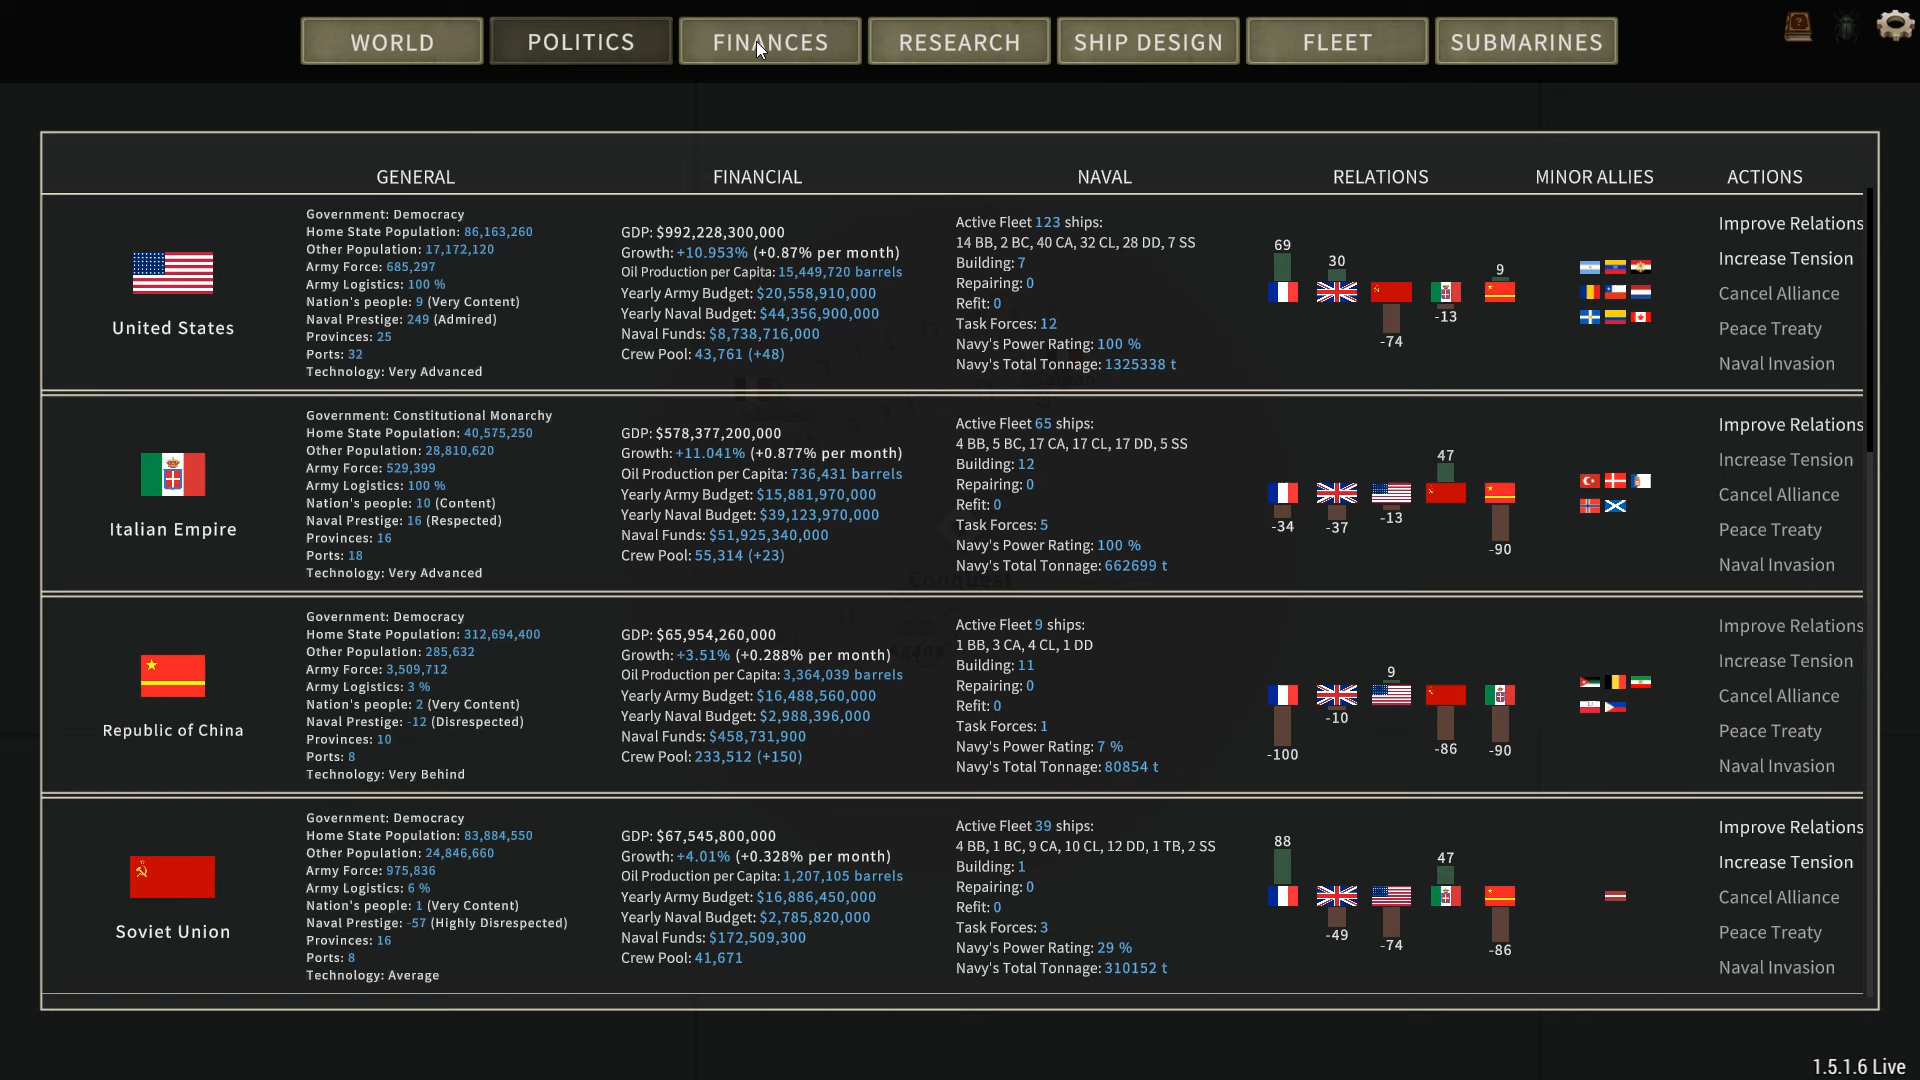 WORLD
POLITICS
FINANCES
RESEARCH
SHIP DESIGN
FLEET
SUBMARINES
GENERAL
FINANCIAL
NAVAL
RELATIONS
MINOR ALLIES
ACTIONS
United States
Government: Democracy
Home State Population: 86,163,260
Other Population: 17,172,120
Army Force: 685,297
Army Logistics: 100 %
Nation's people: 9 (Very Content)
Naval Prestige: 249 (Admired)
Provinces: 25
Ports: 32
Technology: Very Advanced
GDP: $992,228,300,000
Growth: +10.953% (+0.87% per month)
Oil Production per Capita: 15,449,720 barrels
Yearly Army Budget: $20,558,910,000
Yearly Naval Budget: $44,356,900,000
Naval Funds: $8,738,716,000
Crew Pool: 43,761 (+48)
Active Fleet 123 ships:
14 BB, 2 BC, 40 CA, 32 CL, 28 DD, 7 SS
Building: 7
Repairing: 0
Refit: 0
Task Forces: 12
Navy's Power Rating: 100 %
Navy's Total Tonnage: 1325338 t
69
30
-74
-13
9
Improve Relations
Increase Tension
Cancel Alliance
Peace Treaty
Naval Invasion
Italian Empire
Government: Constitutional Monarchy
Home State Population: 40,575,250
Other Population: 28,810,620
Army Force: 529,399
Army Logistics: 100 %
Nation's people: 10 (Content)
Naval Prestige: 16 (Respected)
Provinces: 16
Ports: 18
Technology: Very Advanced
GDP: $578,377,200,000
Growth: +11.041% (+0.877% per month)
Oil Production per Capita: 736,431 barrels
Yearly Army Budget: $15,881,970,000
Yearly Naval Budget: $39,123,970,000
Naval Funds: $51,925,340,000
Crew Pool: 55,314 (+23)
Active Fleet 65 ships:
4 BB, 5 BC, 17 CA, 17 CL, 17 DD, 5 SS
Building: 12
Repairing: 0
Refit: 0
Task Forces: 5
Navy's Power Rating: 100 %
Navy's Total Tonnage: 662699 t
-34
-37
-13
47
-90
Improve Relations
Increase Tension
Cancel Alliance
Peace Treaty
Naval Invasion
Republic of China
Government: Democracy
Home State Population: 312,694,400
Other Population: 285,632
Army Force: 3,509,712
Army Logistics: 3 %
Nation's people: 2 (Very Content)
Naval Prestige: -12 (Disrespected)
Provinces: 10
Ports: 8
Technology: Very Behind
GDP: $65,954,260,000
Growth: +3.51% (+0.288% per month)
Oil Production per Capita: 3,364,039 barrels
Yearly Army Budget: $16,488,560,000
Yearly Naval Budget: $2,988,396,000
Naval Funds: $458,731,900
Crew Pool: 233,512 (+150)
Active Fleet 9 ships:
1 BB, 3 CA, 4 CL, 1 DD
Building: 11
Repairing: 0
Refit: 0
Task Forces: 1
Navy's Power Rating: 7 %
Navy's Total Tonnage: 80854 t
-100
-10
9
-86
-90
Improve Relations
Increase Tension
Cancel Alliance
Peace Treaty
Naval Invasion
Soviet Union
Government: Democracy
Home State Population: 83,884,550
Other Population: 24,846,660
Army Force: 975,836
Army Logistics: 6 %
Nation's people: 1 (Very Content)
Naval Prestige: -57 (Highly Disrespected)
Provinces: 16
Ports: 8
Technology: Average
GDP: $67,545,800,000
Growth: +4.01% (+0.328% per month)
Oil Production per Capita: 1,207,105 barrels
Yearly Army Budget: $16,886,450,000
Yearly Naval Budget: $2,785,820,000
Naval Funds: $172,509,300
Crew Pool: 41,671
Active Fleet 39 ships:
4 BB, 1 BC, 9 CA, 10 CL, 12 DD, 1 TB, 2 SS
Building: 1
Repairing: 0
Refit: 0
Task Forces: 3
Navy's Power Rating: 29 %
Navy's Total Tonnage: 310152 t
88
-49
-74
47
-86
Improve Relations
Increase Tension
Cancel Alliance
Peace Treaty
Naval Invasion
Conquest
1.5.1.6 Live